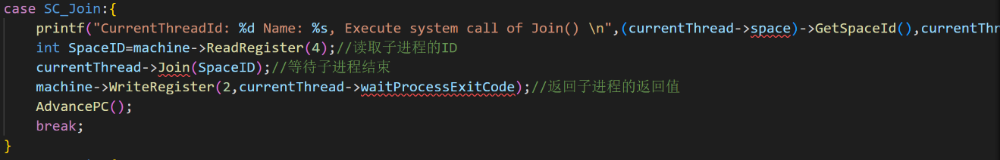 case SC_Join:{
printf("CurrentThreadId: %d Name: %s, Execute system call of Join() \n",(currentThread->space)->GetSpaceId(),currentThr
int SpaceID=machine->ReadRegister(4);//读取子进程的ID
currentThread->Join(SpaceID);//等待子进程结束
machine->WriteRegister(2,currentThread->waitProcessExitCode);//返回子进程的返回值
AdvancePC();
break;
}